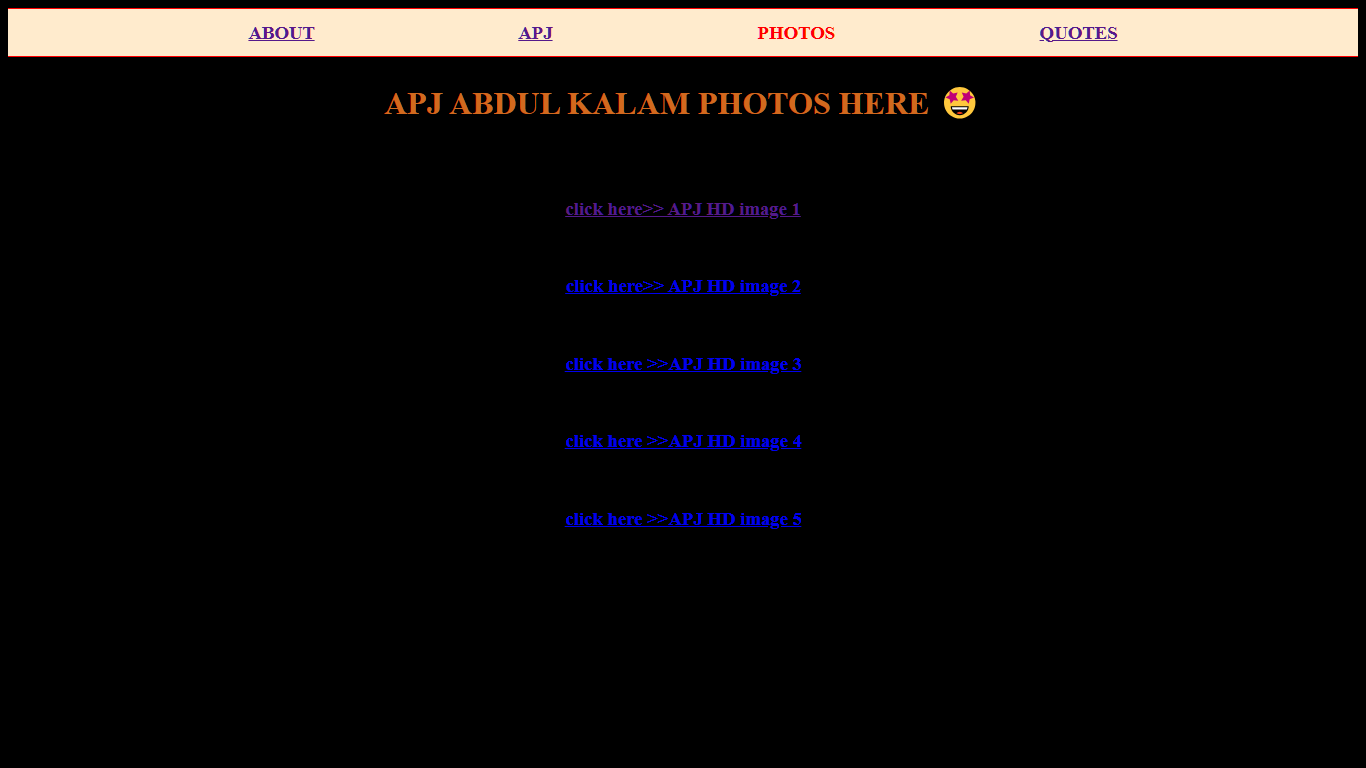 ABOUT APJ PHOTOS QUOTES
APJ ABDUL KALAM PHOTOS HERE 🤩
click here>> APJ HD image 1
click here>> APJ HD image 2
click here >>APJ HD image 3
click here >>APJ HD image 4
click here >>APJ HD image 5